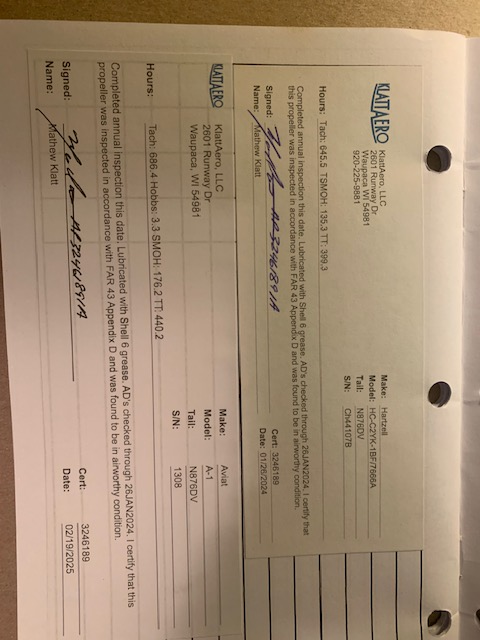 KLATTAERO
KlattAero, LLC
2601 Runway Dr
Waupaca, WI 54981
920-225-9881
Make: Hartzell
Model: HC-C2YK-1BF/7666A
Tail: N876DV
S/N: CH44107B
Hours: Tach: 645.5 TSMOH: 135.3 TT: 399.3
Completed annual inspection this date. Lubricated with Shell 6 grease. AD's checked through 26JAN2024. I certify that
this propeller was inspected in accordance with FAR 43 Appendix D and was found to be in airworthy condition.
Signed: AP3246189IA
Cert: 3246189
Name: Mathew Klatt
Date: 01/26/2024
KLATTAERO
KlattAero, LLC
2601 Runway Dr
Waupaca, WI 54981
Make: Aviat
Model: A-1
Tail: N876DV
S/N: 1308
Hours: Tach: 686.4 Hobbs: 3.3 SMOH: 176.2 TT: 440.2
Completed annual inspection this date. Lubricated with Shell 6 grease. AD's checked through 26JAN2024. I certify that this
propeller was inspected in accordance with FAR 43 Appendix D and was found to be in airworthy condition.
Signed: AP3246189IA
Cert: 3246189
Name: Mathew Klatt
Date: 02/19/2025